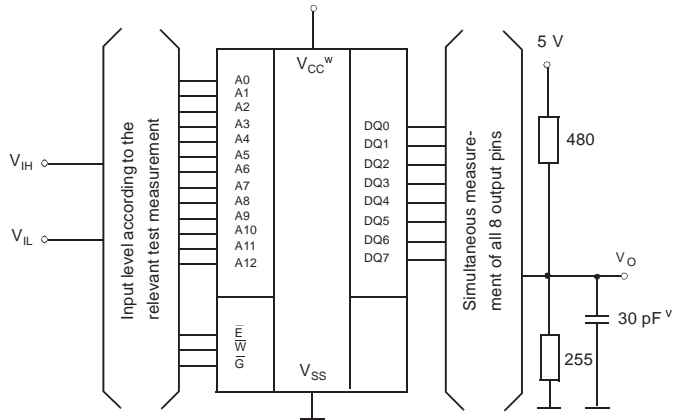 V_IH
V_IL
Input level according to the
relevant test measurement
V_CC^w
A0
A1
A2
A3
A4
A5
A6
A7
A8
A9
A10
A11
A12
E̅
W̅
G̅
V_SS
DQ0
DQ1
DQ2
DQ3
DQ4
DQ5
DQ6
DQ7
Simultaneous measure-
ment of all 8 output pins
5 V
480
V_O
30 pF ^v
255